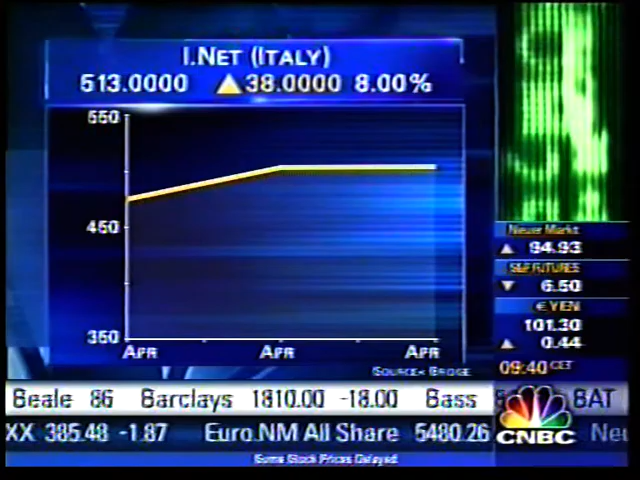 I.NET (ITALY)
513.0000 ▲38.0000 8.00%
550
450
350
APR APR APR
SOURCE: BRIDGE
Neuer Markt
▲ 94.93
S&P FUTURES
▼ 6.50
€ YEN
101.30
▲ 0.44
09:40 CET
Beale 86 Barclays 1810.00 -18.00 Bass BAT
XX 385.48 -1.87 Euro.NM All Share 5480.26 Neu
CNBC
Some Stock Prices Delayed